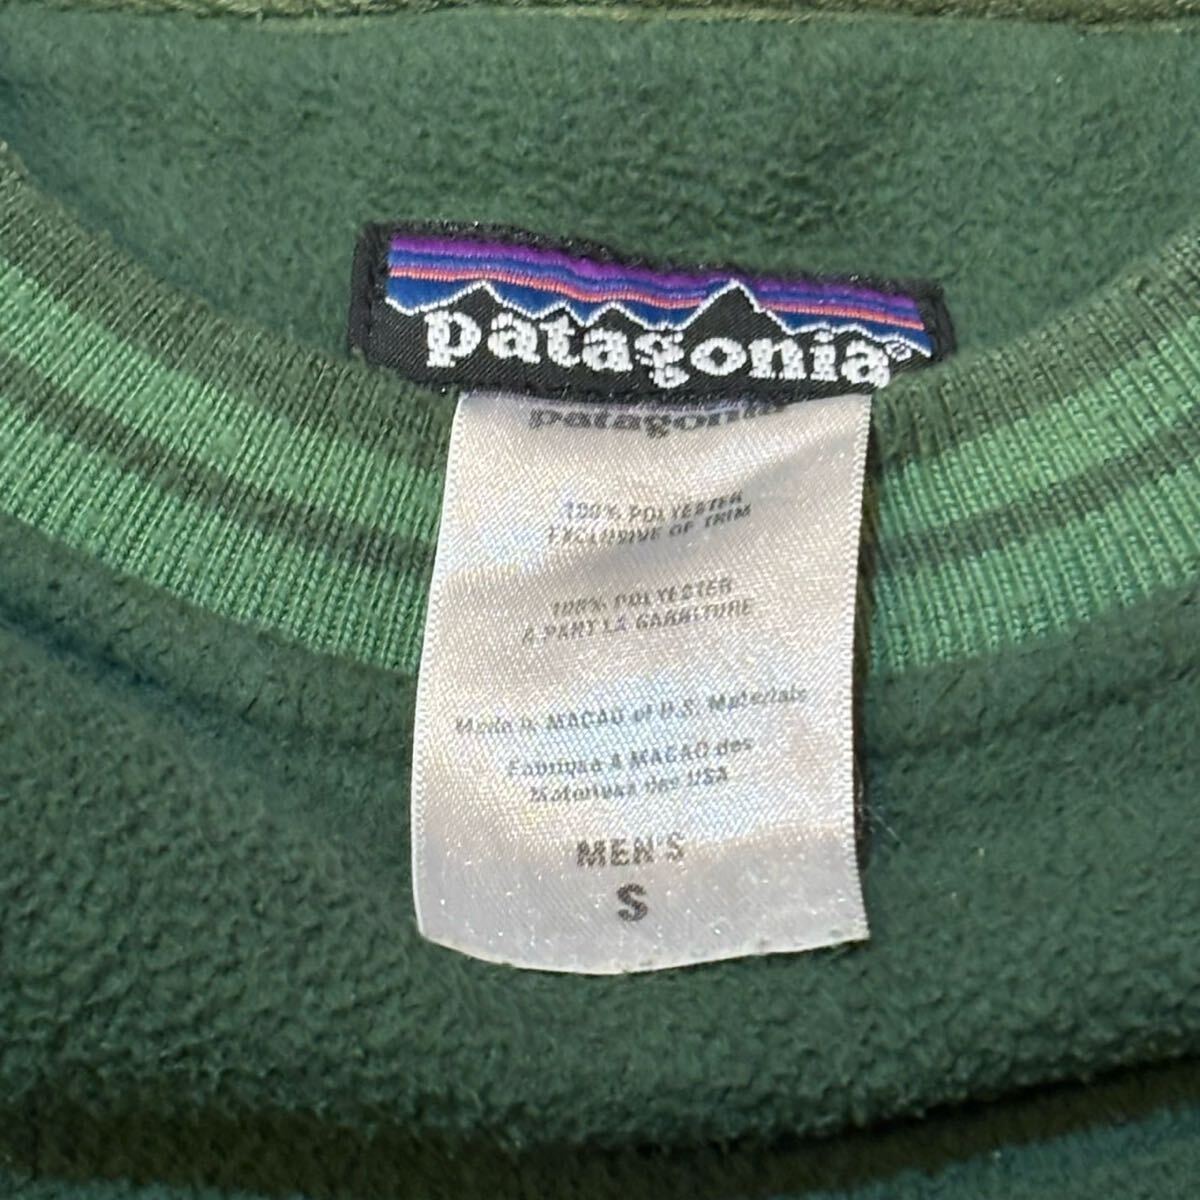 patagonia®
patagonia
100% POLYESTER
EXCLUSIVE OF TRIM
100% POLYESTER
A PART LA GARNITURE
Made in MACAO of U.S. Materials
Fabriqué à MACAO des
Matériaux des USA
MEN'S
S